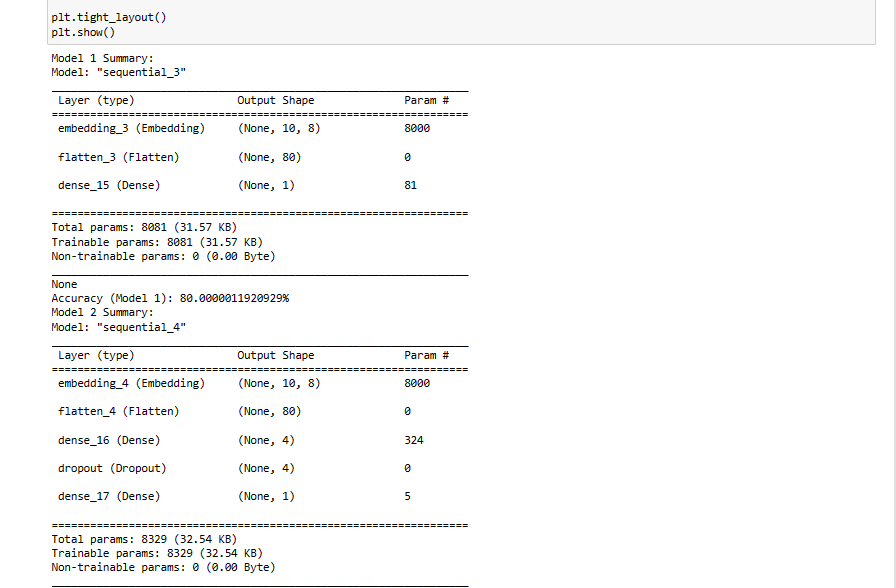 plt.tight_layout()
plt.show()
Model 1 Summary:
Model: "sequential_3"
Layer (type) Output Shape Param #
embedding_3 (Embedding) (None, 10, 8) 8000
flatten_3 (Flatten) (None, 80) 0
dense_15 (Dense) (None, 1) 81
Total params: 8081 (31.57 KB)
Trainable params: 8081 (31.57 KB)
Non-trainable params: 0 (0.00 Byte)
None
Accuracy (Model 1): 80.0000011920929%
Model 2 Summary:
Model: "sequential_4"
Layer (type) Output Shape Param #
embedding_4 (Embedding) (None, 10, 8) 8000
flatten_4 (Flatten) (None, 80) 0
dense_16 (Dense) (None, 4) 324
dropout (Dropout) (None, 4) 0
dense_17 (Dense) (None, 1) 5
Total params: 8329 (32.54 KB)
Trainable params: 8329 (32.54 KB)
Non-trainable params: 0 (0.00 Byte)